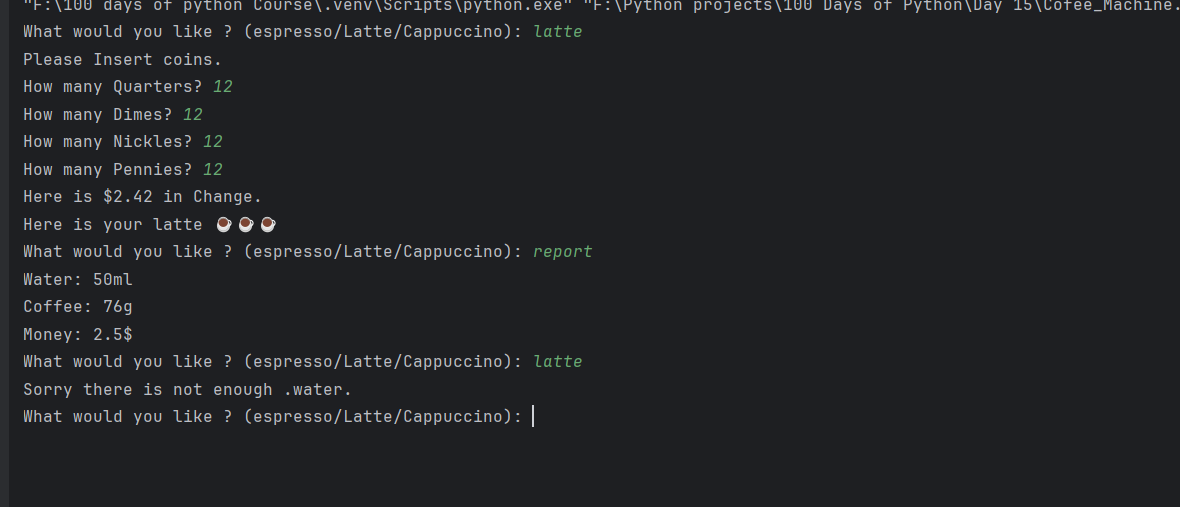 "F:\100 days of python Course\.venv\Scripts\python.exe" "F:\Python projects\100 Days of Python\Day 15\Cofee_Machine.
What would you like ? (espresso/Latte/Cappuccino): latte
Please Insert coins.
How many Quarters? 12
How many Dimes? 12
How many Nickles? 12
How many Pennies? 12
Here is $2.42 in Change.
Here is your latte ☕☕☕
What would you like ? (espresso/Latte/Cappuccino): report
Water: 50ml
Coffee: 76g
Money: 2.5$
What would you like ? (espresso/Latte/Cappuccino): latte
Sorry there is not enough .water.
What would you like ? (espresso/Latte/Cappuccino):